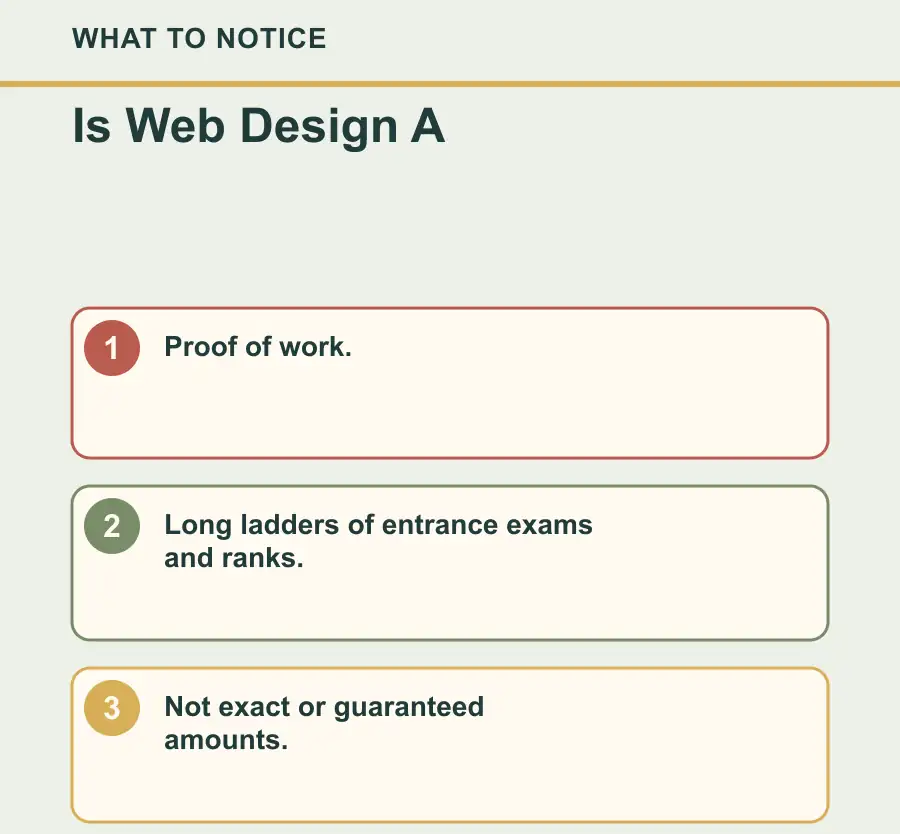 WHAT TO NOTICE
Is Web Design A
1
Proof of work.
2
Long ladders of entrance exams
and ranks.
3
Not exact or guaranteed
amounts.